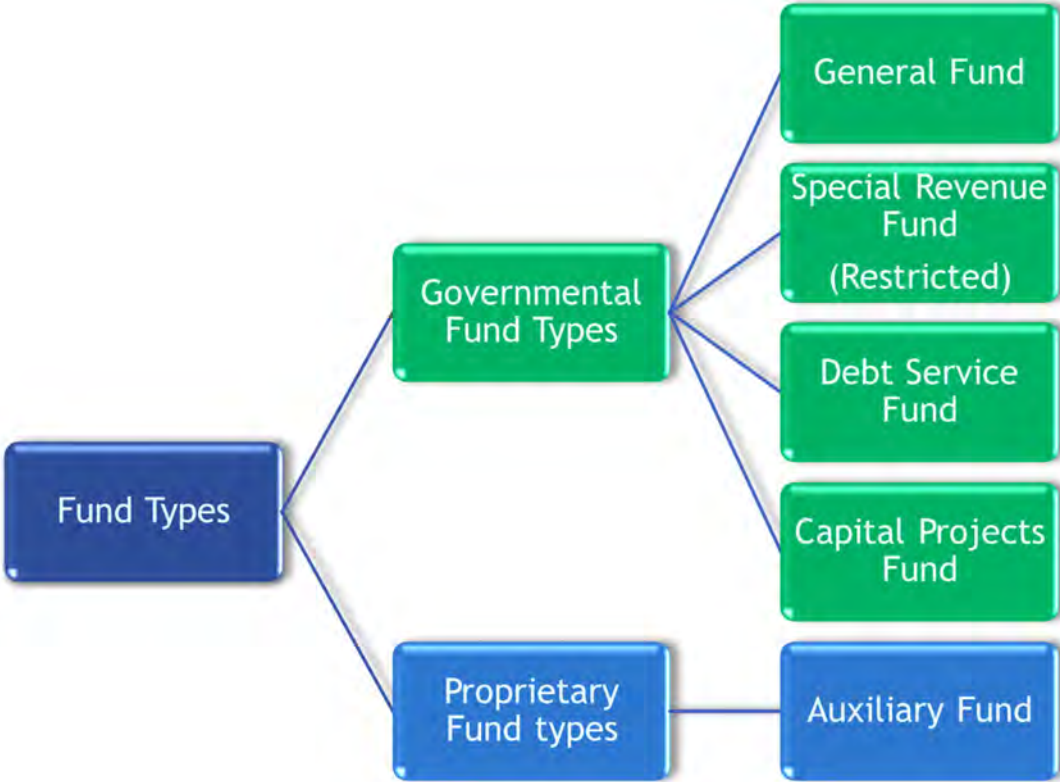 Fund Types
Governmental
Fund Types
General Fund
Special Revenue
Fund
(Restricted)
Debt Service
Fund
Capital Projects
Fund
Proprietary
Fund types
Auxiliary Fund